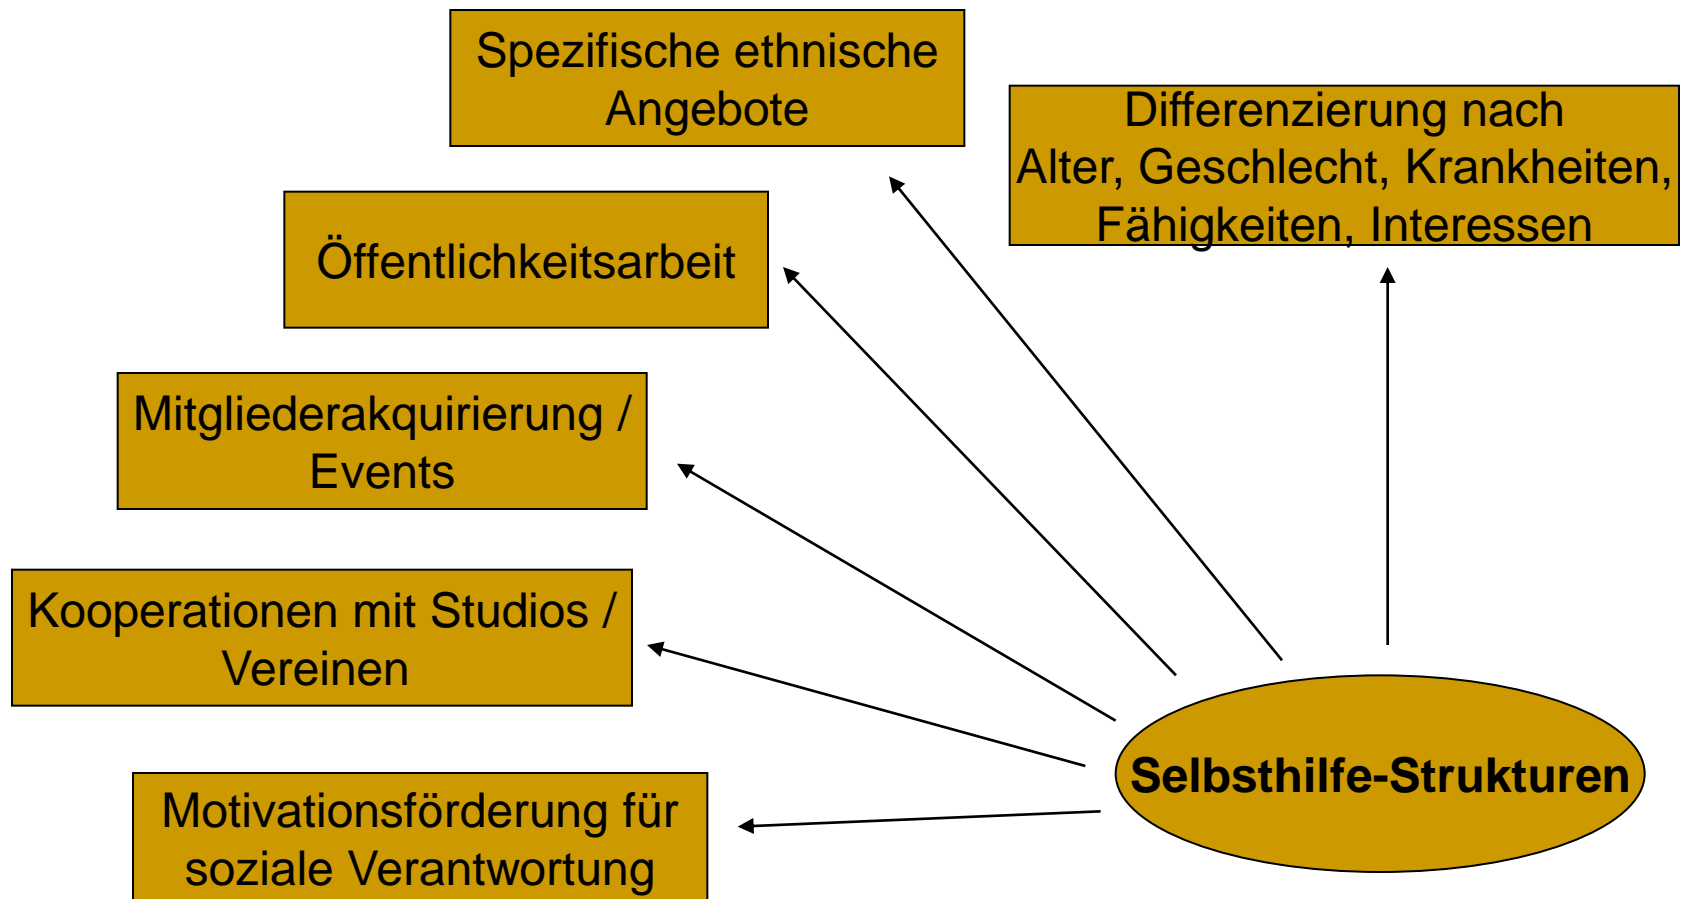 Spezifische ethnische
Angebote
Differenzierung nach
Alter, Geschlecht, Krankheiten,
Fähigkeiten, Interessen
Öffentlichkeitsarbeit
Mitgliederakquirierung /
Events
Kooperationen mit Studios /
Vereinen
Selbsthilfe-Strukturen
Motivationsförderung für
soziale Verantwortung